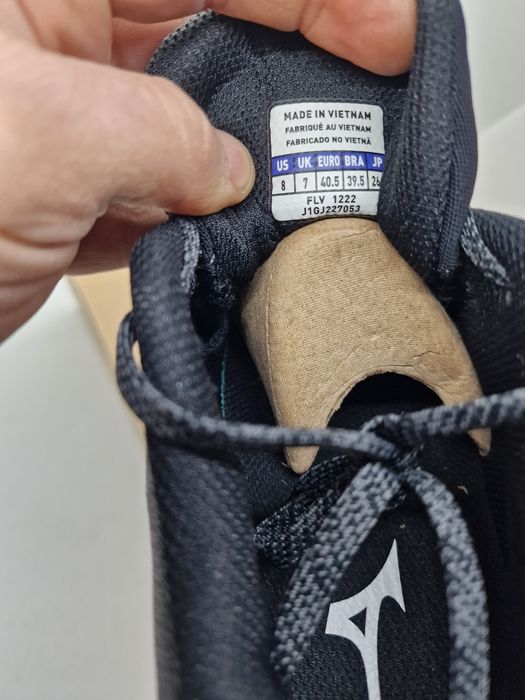 MADE IN VIETNAM
FABRIQUÉ AU VIETNAM
FABRICADO NO VIETNÃ
US UK EURO BRA JP
8 7 40.5 39.5 26
FLV 1222
J1GJ227053